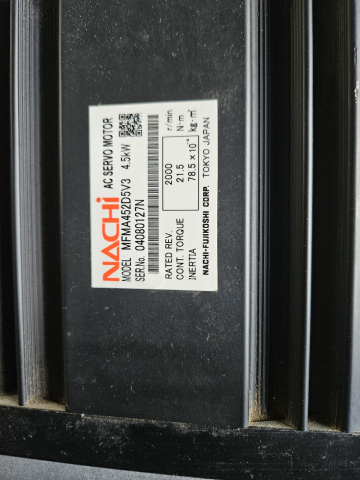 NACHi AC SERVO MOTOR
MODEL MFMA452D5V3 4.5kW
SER.No. 04080127N
RATED REV. 2000 r/min
CONT. TORQUE 21.5 N·m
INERTIA 78.5 × 10⁻⁴ kg·m²
NACHI-FUJIKOSHI CORP. TOKYO JAPAN